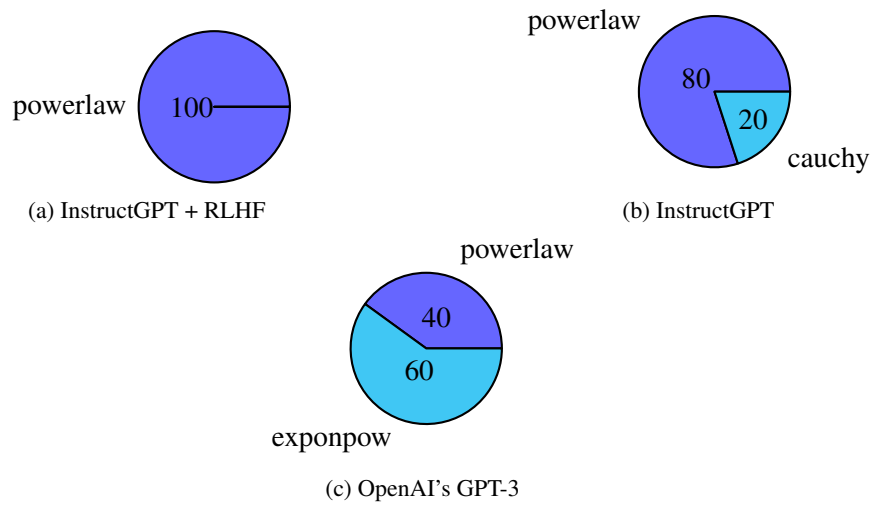 powerlaw
100
(a) InstructGPT + RLHF
powerlaw
80
20
cauchy
(b) InstructGPT
powerlaw
40
60
exponpow
(c) OpenAI's GPT-3